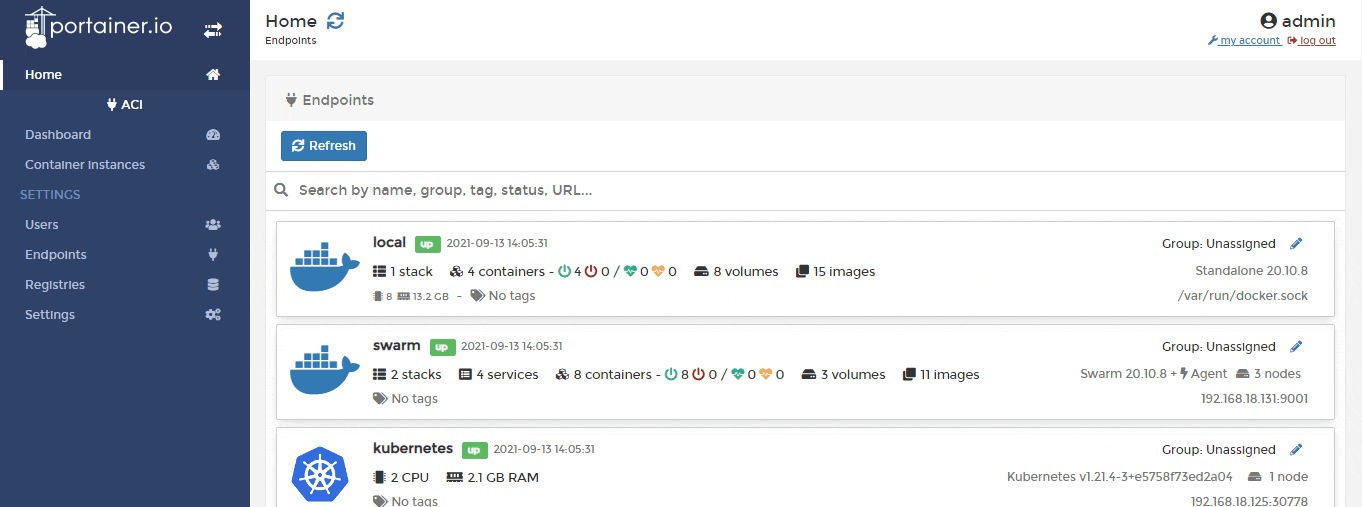 portainer.io
Home
ACI
Dashboard
Container instances
SETTINGS
Users
Endpoints
Registries
Settings
Home
Endpoints
admin
my account log out
Endpoints
Refresh
Search by name, group, tag, status, URL...
local up 2021-09-13 14:05:31 Group: Unassigned
1 stack 4 containers - 4 0 / 0 0 8 volumes 15 images Standalone 20.10.8
8 13.2 GB - No tags /var/run/docker.sock
swarm up 2021-09-13 14:05:31 Group: Unassigned
2 stacks 4 services 8 containers - 8 0 / 0 0 3 volumes 11 images Swarm 20.10.8 + Agent 3 nodes
No tags 192.168.18.131:9001
kubernetes up 2021-09-13 14:05:31 Group: Unassigned
2 CPU 2.1 GB RAM Kubernetes v1.21.4-3+e5758f73ed2a04 1 node
No tags 192.168.18.125:30778